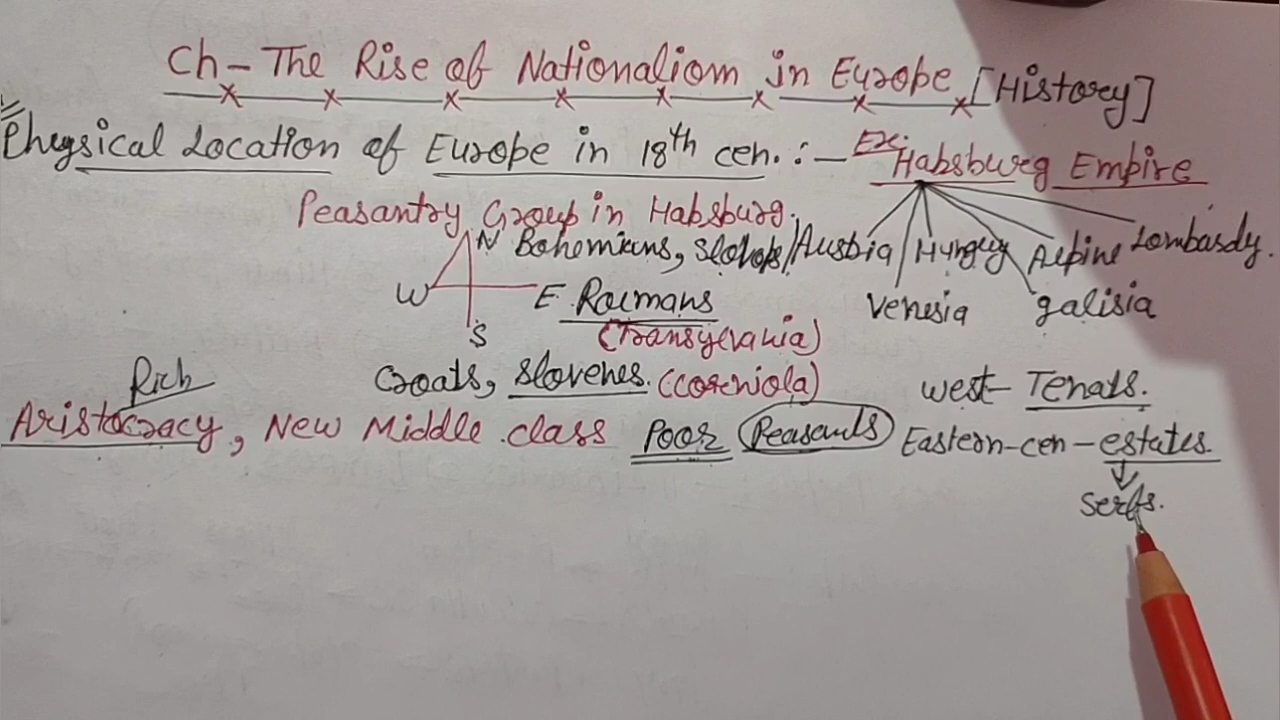 Ch- The Rise of Nationalism in Europe [History]
Physical Location of Europe in 18th cen. :- Ex: Habsburg Empire
Peasantry Group in Habsburg.
N Bohemians, Slovaks/Austria / Hungry Alpine Lombardy.
W E Roemans Venesia galisia
S (Transylvania)
Rich Croats, Slovenes. (Corniola) West- Tenats.
Aristocracy, New Middle class Poor Peasants Eastern-cen- estates.
Serfs.